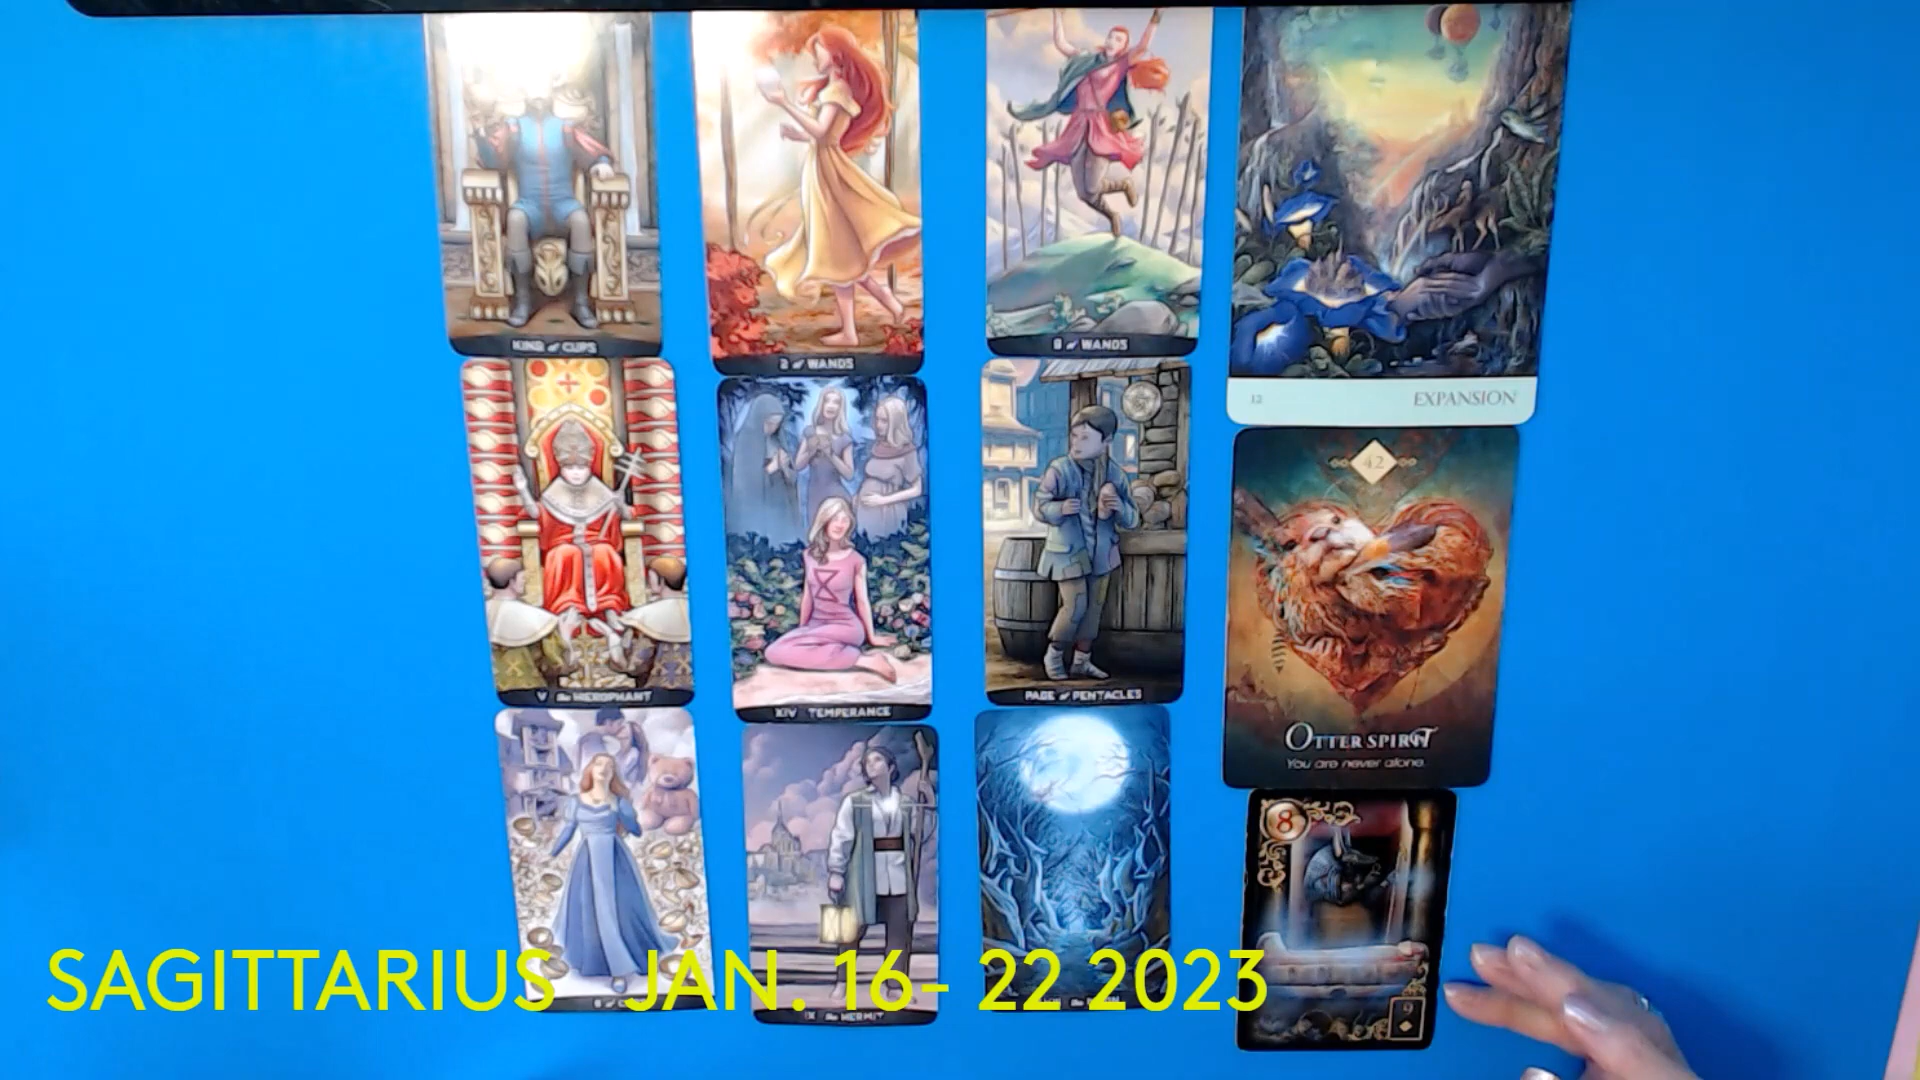 KING of CUPS
2 of WANDS
9 of WANDS
12 EXPANSION
V the HIEROPHANT
XIV TEMPERANCE
PAGE of PENTACLES
42
OTTER SPIRIT
You are never alone.
8
9
IX the HERMIT
SAGITTARIUS JAN. 16- 22 2023